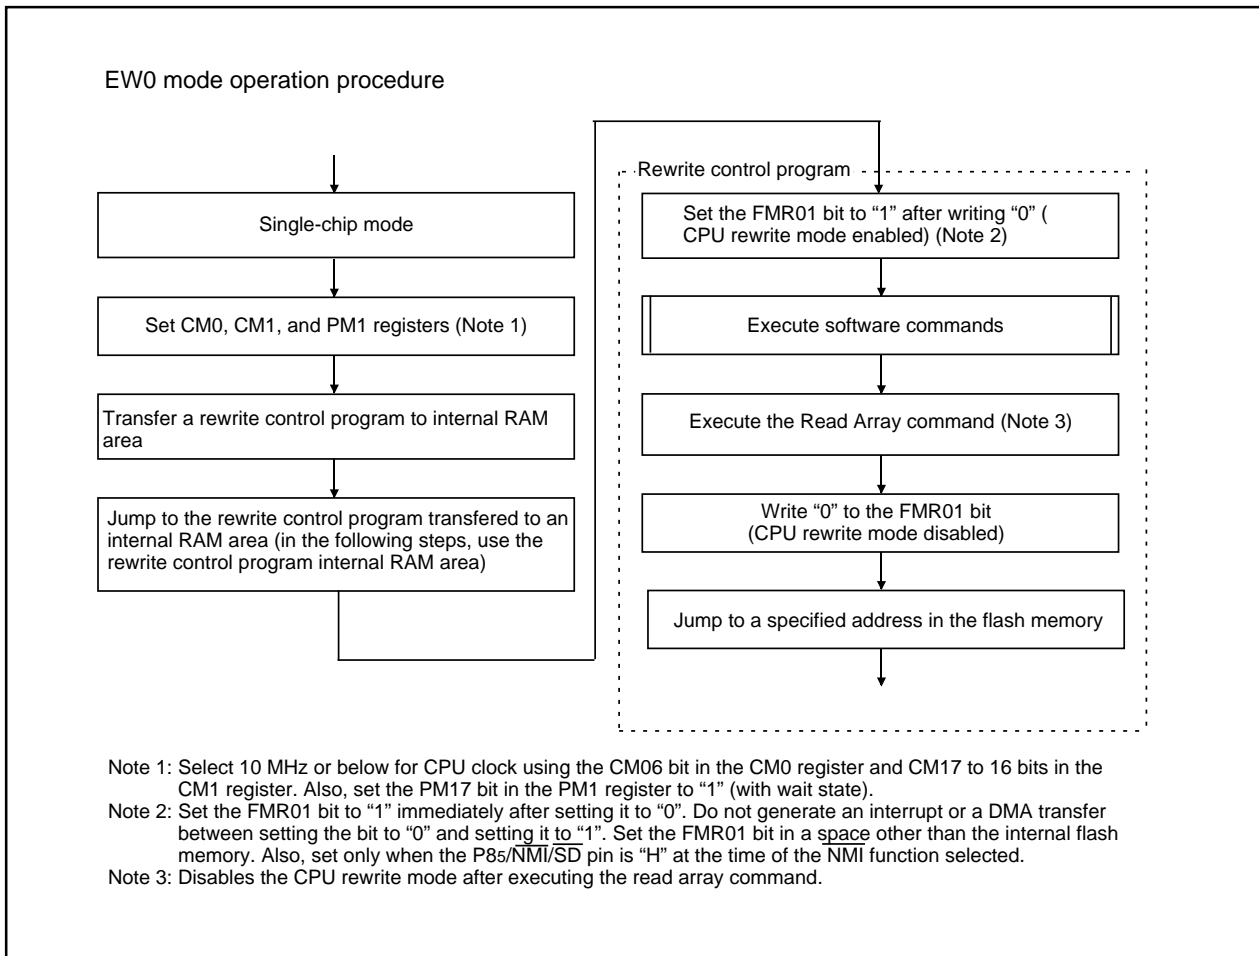 EW0 mode operation procedure
Single-chip mode
Set CM0, CM1, and PM1 registers (Note 1)
Transfer a rewrite control program to internal RAM
area
Jump to the rewrite control program transfered to an
internal RAM area (in the following steps, use the
rewrite control program internal RAM area)
Rewrite control program
Set the FMR01 bit to “1” after writing “0” (
CPU rewrite mode enabled) (Note 2)
Execute software commands
Execute the Read Array command (Note 3)
Write “0” to the FMR01 bit
(CPU rewrite mode disabled)
Jump to a specified address in the flash memory
Note 1: Select 10 MHz or below for CPU clock using the CM06 bit in the CM0 register and CM17 to 16 bits in the
CM1 register. Also, set the PM17 bit in the PM1 register to “1” (with wait state).
Note 2: Set the FMR01 bit to “1” immediately after setting it to “0”. Do not generate an interrupt or a DMA transfer
between setting the bit to “0” and setting it to “1”. Set the FMR01 bit in a space other than the internal flash
memory. Also, set only when the P85/NMI/SD pin is “H” at the time of the NMI function selected.
Note 3: Disables the CPU rewrite mode after executing the read array command.